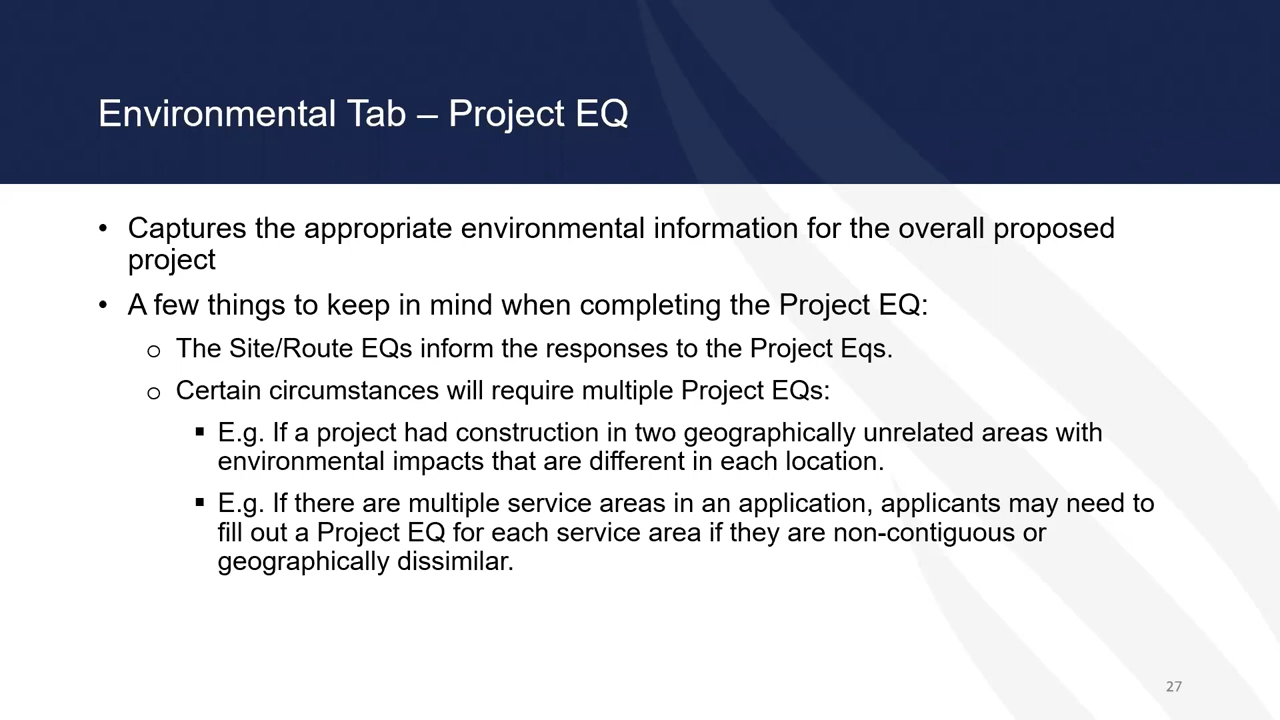 Environmental Tab – Project EQ
• Captures the appropriate environmental information for the overall proposed
project
• A few things to keep in mind when completing the Project EQ:
o The Site/Route EQs inform the responses to the Project Eqs.
o Certain circumstances will require multiple Project EQs:
▪ E.g. If a project had construction in two geographically unrelated areas with
environmental impacts that are different in each location.
▪ E.g. If there are multiple service areas in an application, applicants may need to
fill out a Project EQ for each service area if they are non-contiguous or
geographically dissimilar.
27